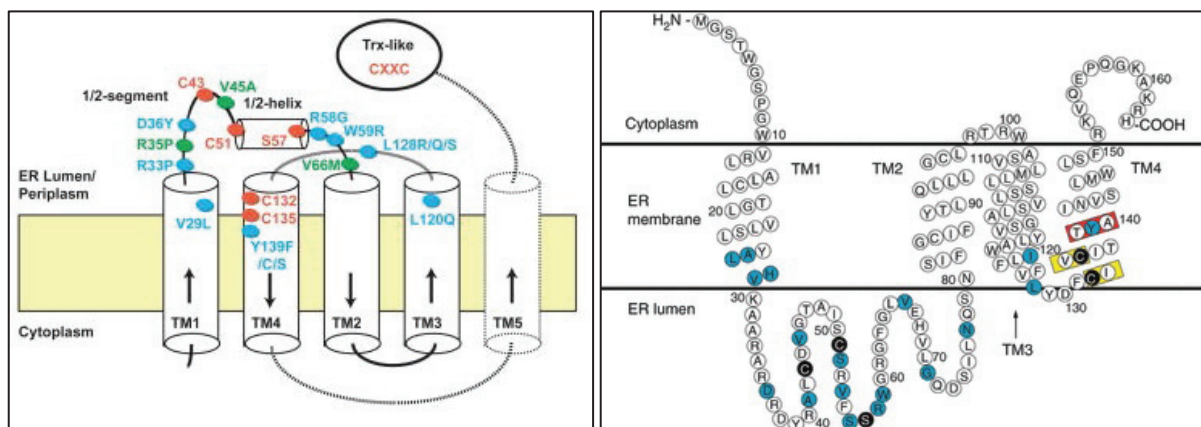 Trx-like
CXXC
C43
V45A
1/2-segment
1/2-helix
R58G
D36Y
W59R
C51
S57
L128R/Q/S
R35P
V66M
R33P
ER Lumen/
Periplasm
C132
C135
V29L
L120Q
Y139F
/C/S
Cytoplasm
TM1
TM4
TM2
TM3
TM5
H₂N - M G S T W G S P G W 10
Cytoplasm
L R V
TM1
L C L A
20 L G T
V L S L
ER
membrane
L A Y
V H
ER lumen
30 K A A R A R D R D Y R 40 A L C D V G T A I S 50 C S R V F S S R W 60 G R G F G L V E H V L 70 G Q D S I L N Q S N 80
F I S
G C I F
Y T L 90
Q L L L
G C L
TM2
R T R W 100
110
120
TM3
L Y D F
130
C I
V C I T
T Y A 140
I N V S
L M W
L S F 150
TM4
R K V Q E P Q G K A 160 K R H
-COOH